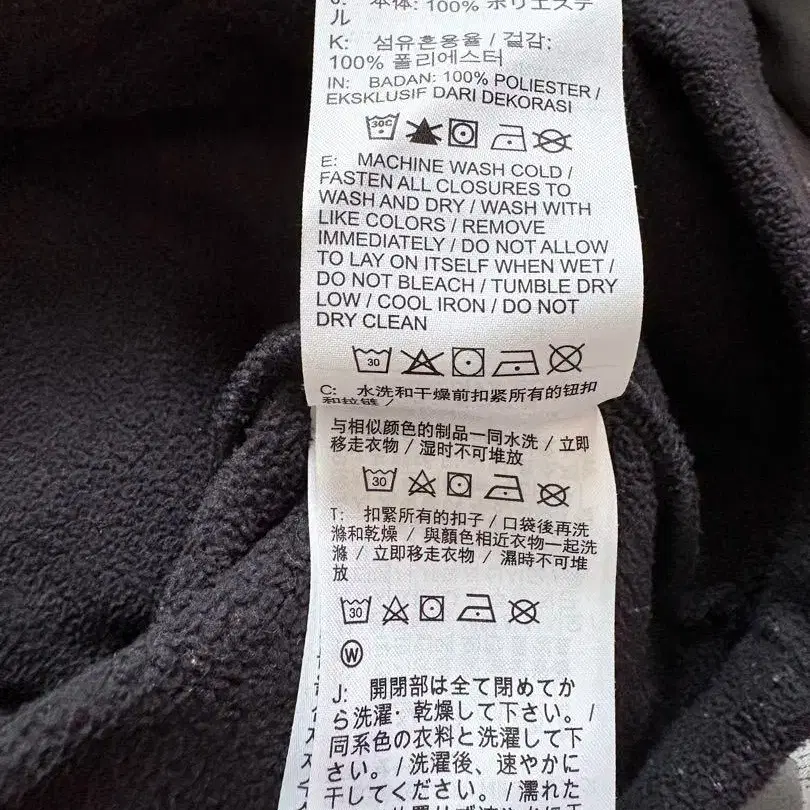 本体: 100% ポリエステ
ル
K: 섬유혼용율 / 겉감:
100% 폴리에스터
IN: BADAN: 100% POLIESTER /
EKSKLUSIF DARI DEKORASI
30C
E: MACHINE WASH COLD /
FASTEN ALL CLOSURES TO
WASH AND DRY / WASH WITH
LIKE COLORS / REMOVE
IMMEDIATELY / DO NOT ALLOW
TO LAY ON ITSELF WHEN WET /
DO NOT BLEACH / TUMBLE DRY
LOW / COOL IRON / DO NOT
DRY CLEAN
30
C: 水洗和干燥前扣紧所有的钮扣
和拉链 /
与相似颜色的制品一同水洗 / 立即
移走衣物 / 湿时不可堆放
30
T: 扣緊所有的扣子 / 口袋後再洗
滌和乾燥 / 與顏色相近衣物一起洗
滌 / 立即移走衣物 / 濕時不可堆
放
30
W
J: 開閉部は全て閉めてか
ら洗濯・乾燥して下さい。/
同系色の衣料と洗濯して下
さい。/ 洗濯後、速やかに
干してください。/ 濡れた